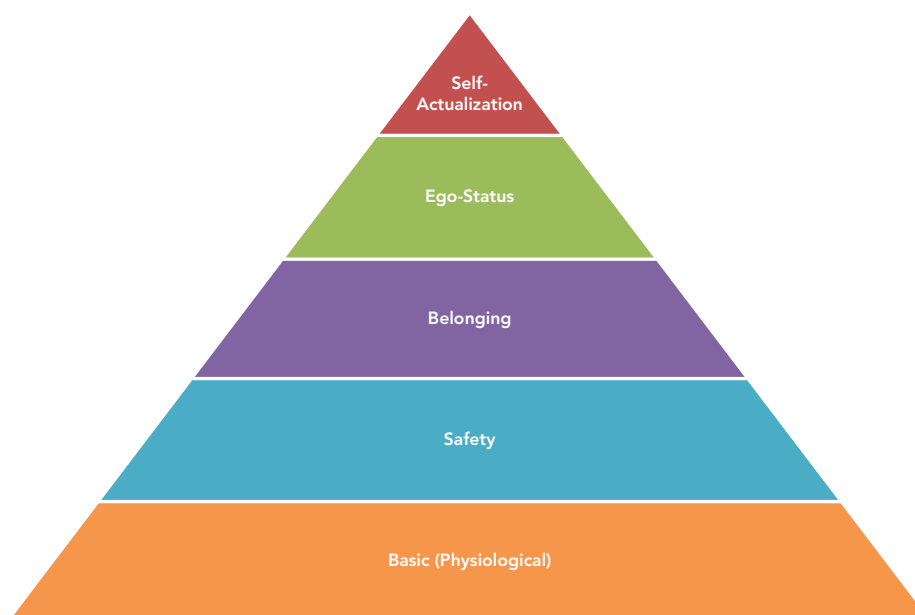 Self-
Actualization
Ego-Status
Belonging
Safety
Basic (Physiological)